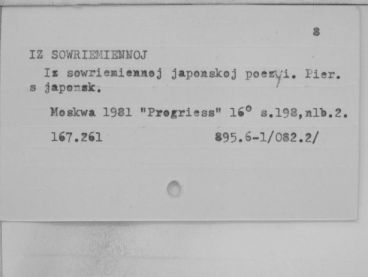 8
IZ SOWRIEMIENNOJ
Iz sowriemiennoj japonskoj poezyi. Pier.
s japonsk.
Moskwa 1981 "Progriess" 16° s.198,nlb.2.
167.261 895.6-1/082.2/